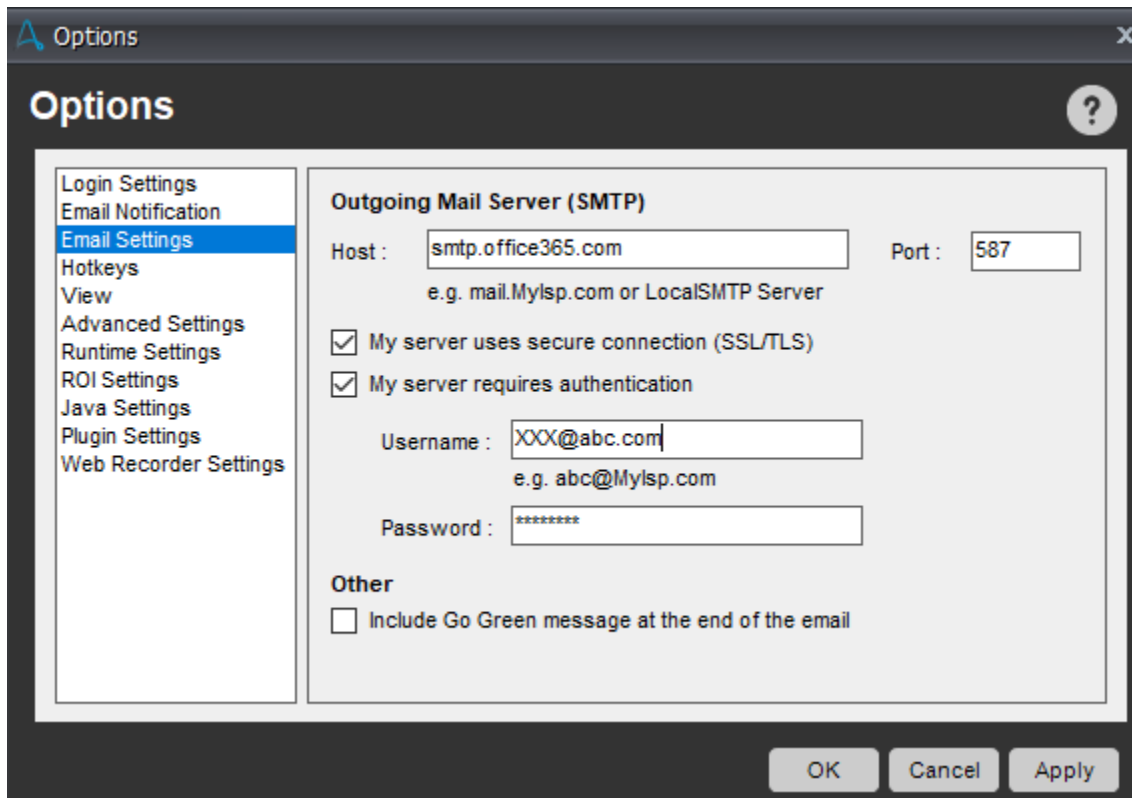 Options
x
Options
?
Login Settings
Email Notification
Email Settings
Hotkeys
View
Advanced Settings
Runtime Settings
ROI Settings
Java Settings
Plugin Settings
Web Recorder Settings
Outgoing Mail Server (SMTP)
Host : smtp.office365.com Port : 587
e.g. mail.MyIsp.com or LocalSMTP Server
My server uses secure connection (SSL/TLS)
My server requires authentication
Username : XXX@abc.com
e.g. abc@MyIsp.com
Password : ********
Other
Include Go Green message at the end of the email
OK Cancel Apply